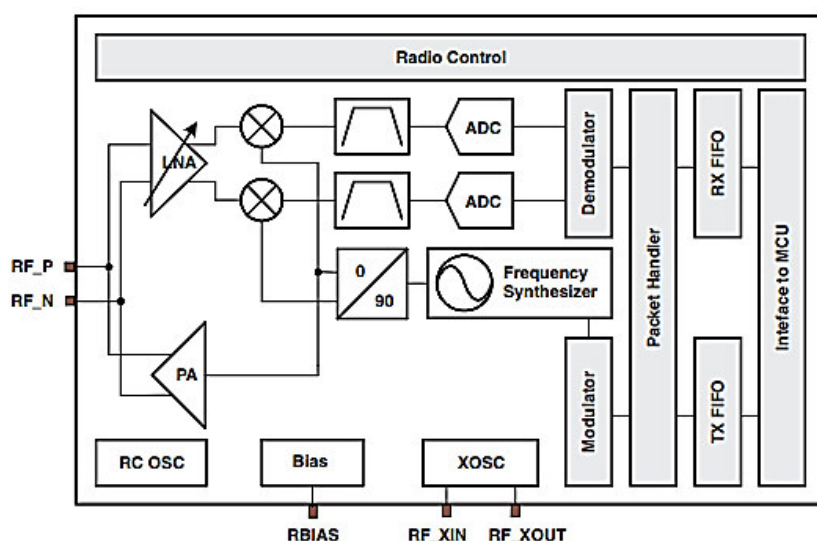 Radio Control
LNA
ADC
ADC
Demodulator
Packet Handler
RX FIFO
Inteface to MCU
RF_P
RF_N
0
90
Frequency
Synthesizer
PA
Modulator
TX FIFO
RC OSC
Bias
XOSC
RBIAS
RF_XIN
RF_XOUT